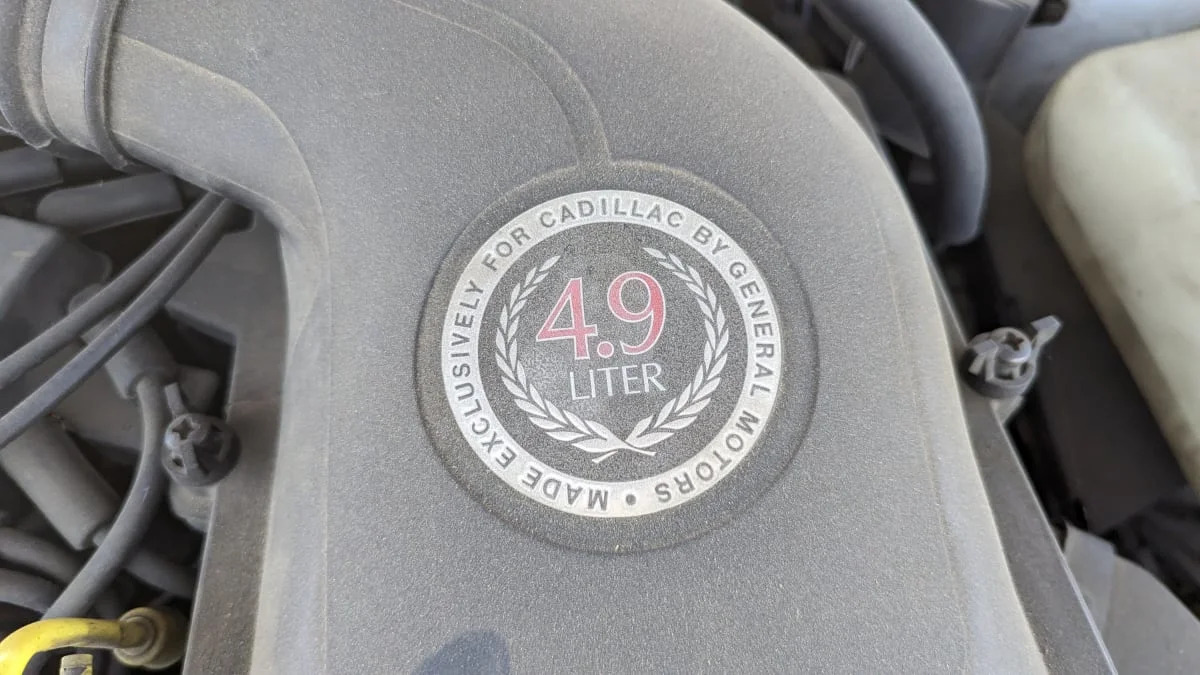 MADE EXCLUSIVELY FOR CADILLAC BY GENERAL MOTORS •
4.9
LITER